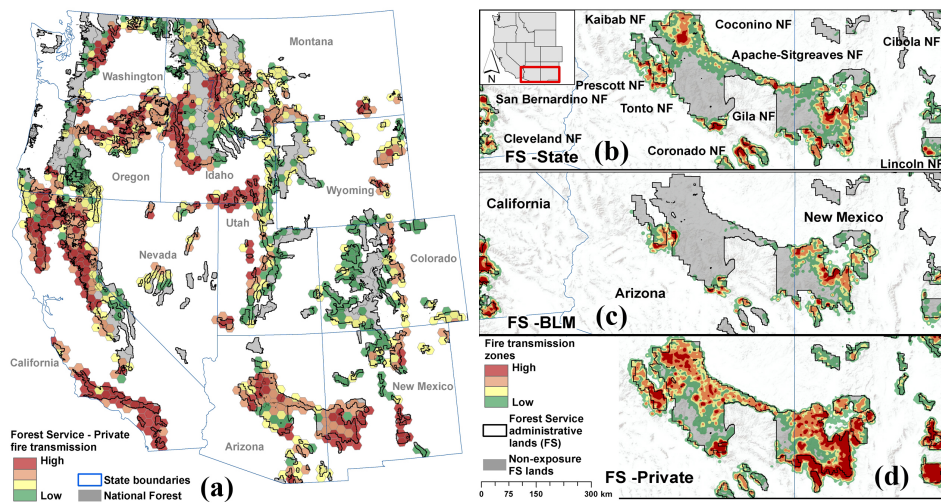 Montana
Washington
Oregon
Idaho
Wyoming
Utah
Nevada
Colorado
California
New Mexico
Arizona
Forest Service - Private
fire transmission
High
Low
State boundaries
National Forest
(a)
N
Kaibab NF
Coconino NF
Cibola NF
Apache-Sitgreaves NF
Prescott NF
San Bernardino NF
Tonto NF
Gila NF
Cleveland NF
Coronado NF
Lincoln NF
FS -State
(b)
California
New Mexico
Arizona
FS -BLM
(c)
Fire transmission
zones
High
Low
Forest Service
administrative
lands (FS)
Non-exposure
FS lands
0 150 300 km
FS -Private
(d)